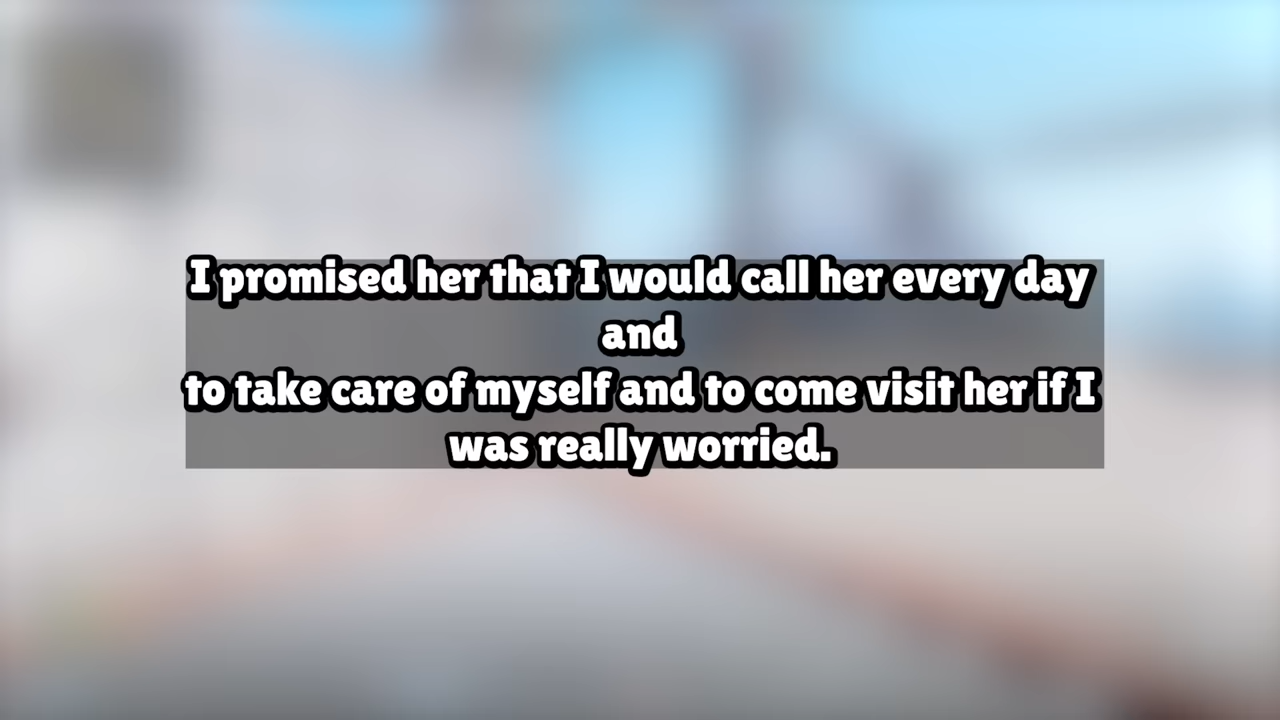 I promised her that I would call her every day
and
to take care of myself and to come visit her if I
was really worried.